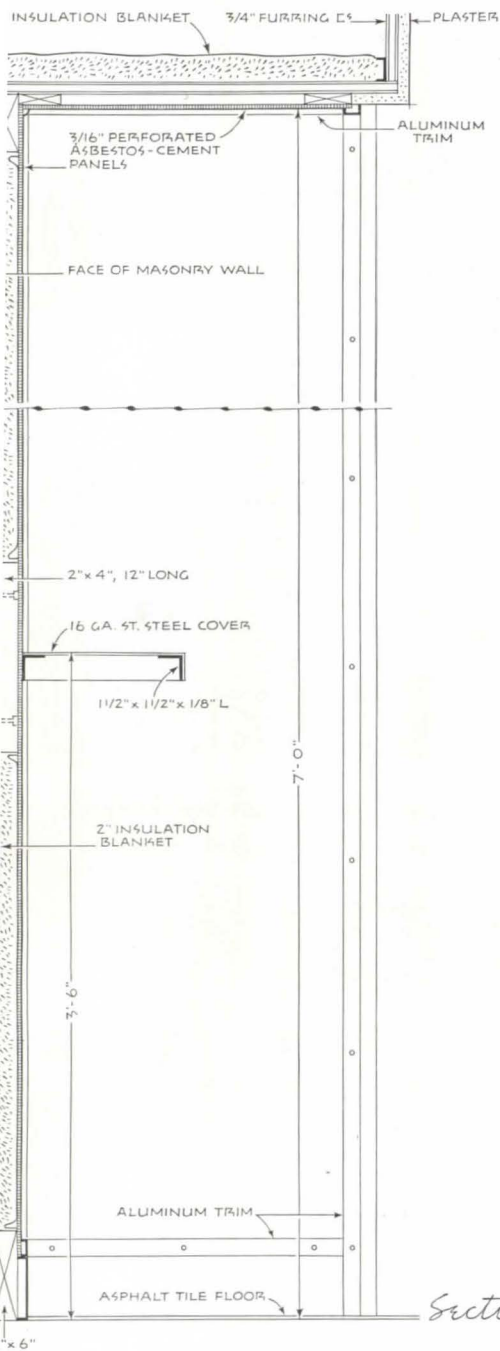 INSULATION BLANKET
3/4" FURRING
PLASTER
3/16" PERFORATED
ASBESTOS-CEMENT
PANELS
ALUMINUM
TRIM
FACE OF MASONRY WALL
2" x 4", 12" LONG
16 GA. ST. STEEL COVER
1 1/2" x 1 1/2" x 1/8" L
7'-0"
2" INSULATION
BLANKET
3'-6"
ALUMINUM TRIM
ASPHALT TILE FLOOR
Secti
" x 6"